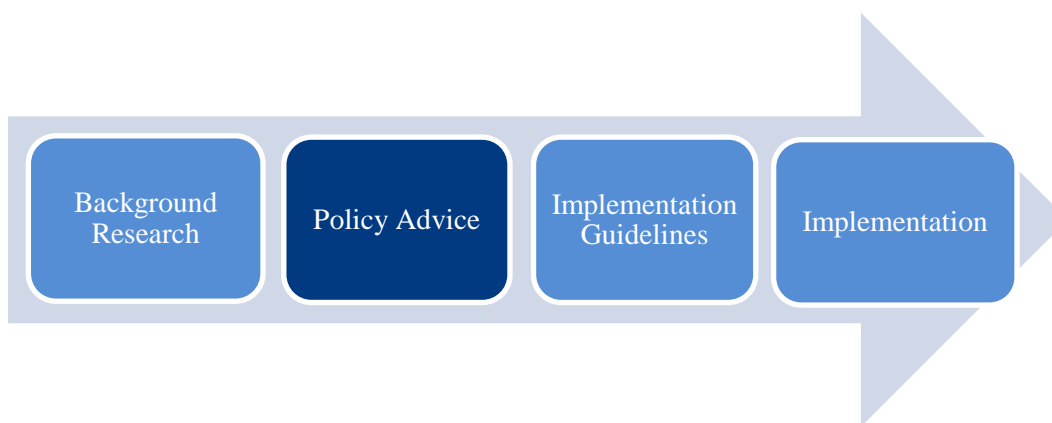 Background
Research
Policy Advice
Implementation
Guidelines
Implementation